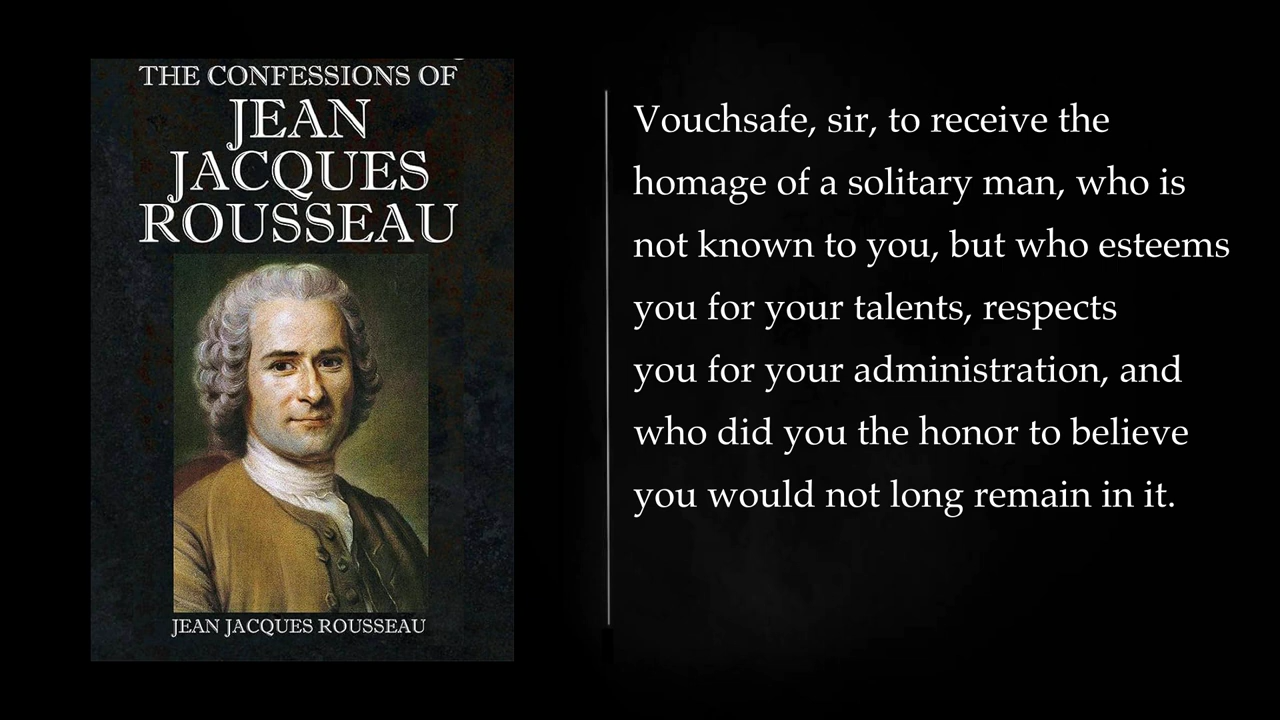 THE CONFESSIONS OF
JEAN
JACQUES
ROUSSEAU
JEAN JACQUES ROUSSEAU
Vouchsafe, sir, to receive the
homage of a solitary man, who is
not known to you, but who esteems
you for your talents, respects
you for your administration, and
who did you the honor to believe
you would not long remain in it.